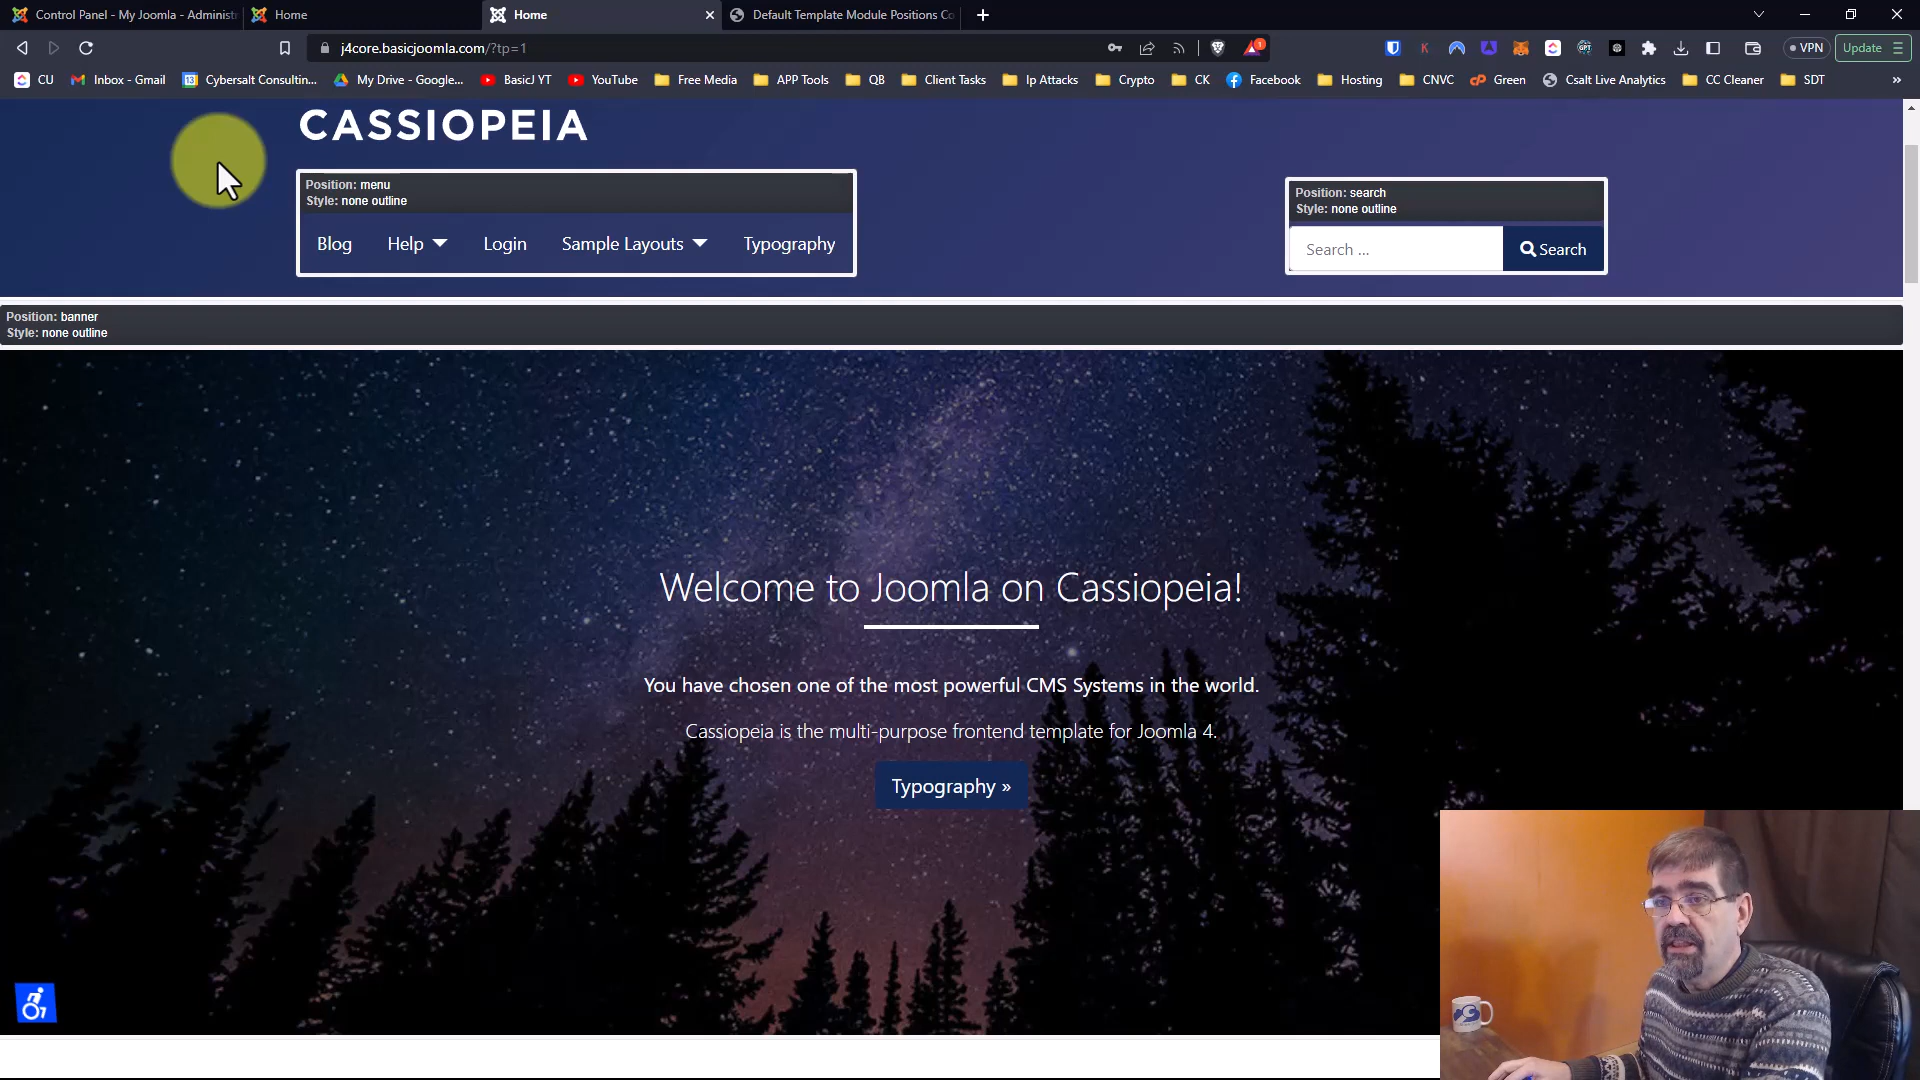 Control Panel - My Joomla - Administ
Home
Home
Default Template Module Positions Co
j4core.basicjoomla.com/?tp=1
VPN
Update
CU
Inbox - Gmail
Cybersalt Consultin...
My Drive - Google...
BasicJ YT
YouTube
Free Media
APP Tools
QB
Client Tasks
Ip Attacks
Crypto
CK
Facebook
Hosting
CNVC
Green
Csalt Live Analytics
CC Cleaner
SDT
CASSIOPEIA
Position: menu
Style: none outline
Blog
Help
Login
Sample Layouts
Typography
Position: search
Style: none outline
Search ...
Search
Position: banner
Style: none outline
Welcome to Joomla on Cassiopeia!
You have chosen one of the most powerful CMS Systems in the world.
Cassiopeia is the multi-purpose frontend template for Joomla 4.
Typography »